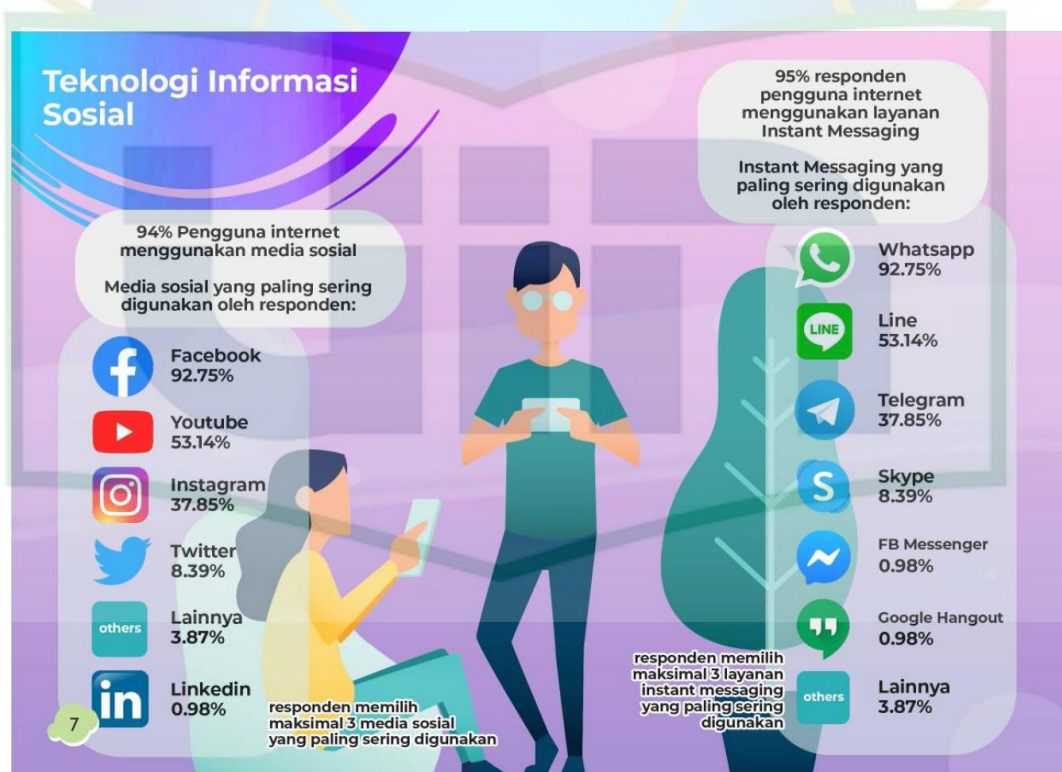 Teknologi Informasi
Sosial
94% Pengguna internet
menggunakan media sosial
Media sosial yang paling sering
digunakan oleh responden:
Facebook
92.75%
Youtube
53.14%
Instagram
37.85%
Twitter
8.39%
others
Lainnya
3.87%
in
Linkedin
0.98%
responden memilih
maksimal 3 media sosial
yang paling sering digunakan
7
95% responden
pengguna internet
menggunakan layanan
Instant Messaging
Instant Messaging yang
paling sering digunakan
oleh responden:
Whatsapp
92.75%
LINE
Line
53.14%
Telegram
37.85%
Skype
8.39%
FB Messenger
0.98%
Google Hangout
0.98%
others
Lainnya
3.87%
responden memilih
maksimal 3 layanan
instant messaging
yang paling sering
digunakan